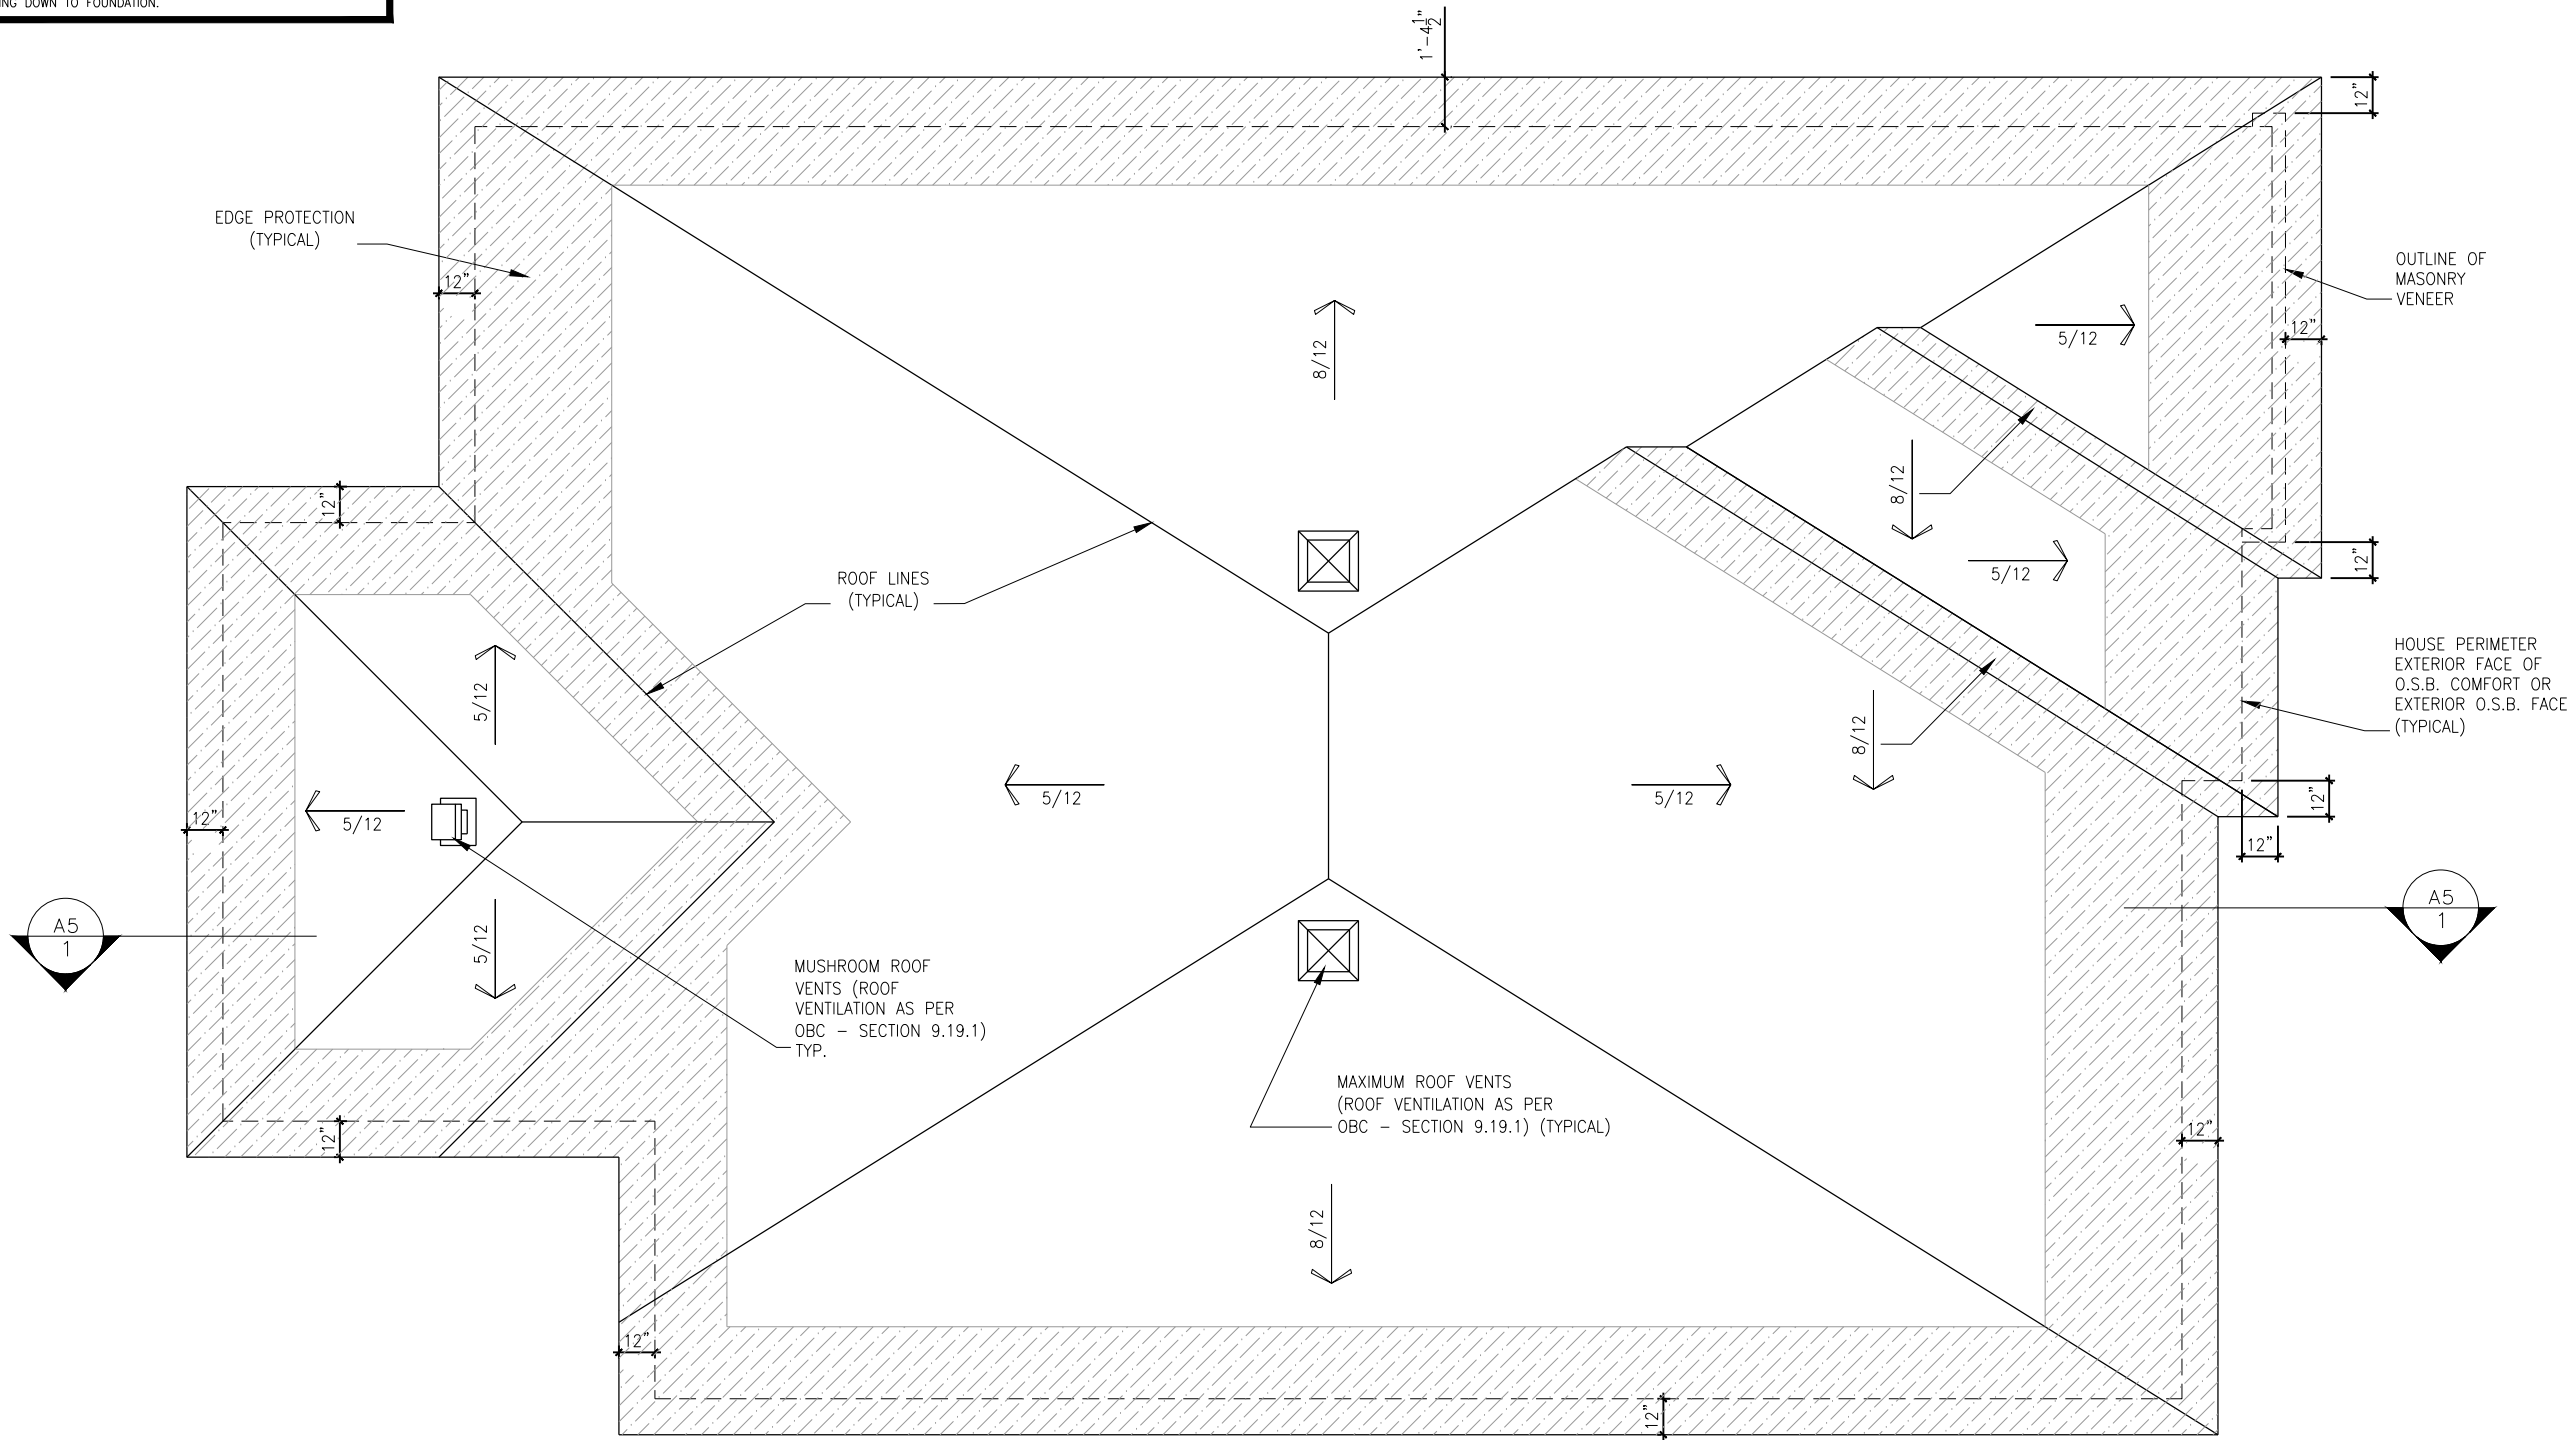 ING DOWN TO FOUNDATION.
1'-4 1/2"
12"
EDGE PROTECTION
(TYPICAL)
12"
OUTLINE OF
MASONRY
VENEER
12"
8/12
5/12
12"
8/12
5/12
12"
ROOF LINES
(TYPICAL)
HOUSE PERIMETER
EXTERIOR FACE OF
O.S.B. COMFORT OR
EXTERIOR O.S.B. FACE
(TYPICAL)
5/12
8/12
5/12
5/12
12"
5/12
12"
12"
A5
1
A5
1
5/12
MUSHROOM ROOF
VENTS (ROOF
VENTILATION AS PER
OBC - SECTION 9.19.1)
TYP.
MAXIMUM ROOF VENTS
(ROOF VENTILATION AS PER
OBC - SECTION 9.19.1) (TYPICAL)
12"
12"
8/12
12"
12"